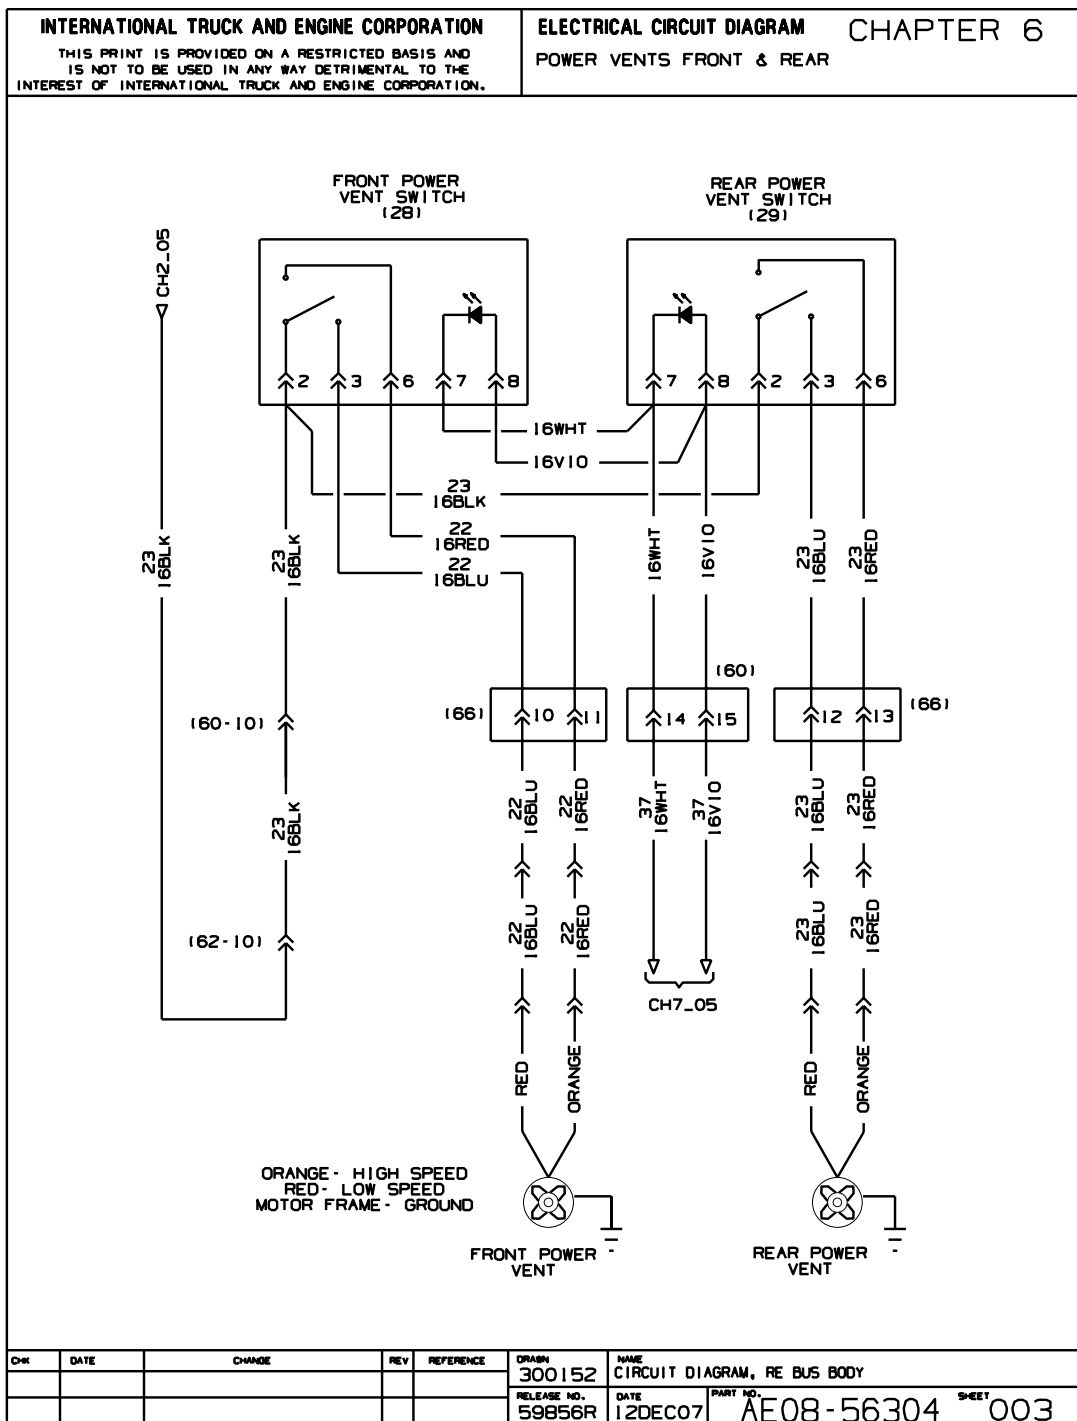 INTERNATIONAL TRUCK AND ENGINE CORPORATION
THIS PRINT IS PROVIDED ON A RESTRICTED BASIS AND
IS NOT TO BE USED IN ANY WAY DETRIMENTAL TO THE
INTEREST OF INTERNATIONAL TRUCK AND ENGINE CORPORATION.
ELECTRICAL CIRCUIT DIAGRAM
CHAPTER 6
POWER VENTS FRONT & REAR
FRONT POWER
VENT SWITCH
(28)
REAR POWER
VENT SWITCH
(29)
CH2_05
2
3
6
7
8
7
8
2
3
6
16WHT
16VIO
23
16BLK
22
16RED
22
16BLU
23
16BLK
23
16BLK
16WHT
16VIO
23
16BLU
23
16RED
(60)
(60-10)
(66)
10
11
14
15
12
13
(66)
23
16BLK
22
16BLU
22
16RED
37
16WHT
37
16VIO
23
16BLU
23
16RED
(62-10)
22
16BLU
22
16RED
23
16BLU
23
16RED
CH7_05
RED
ORANGE
RED
ORANGE
ORANGE- HIGH SPEED
RED- LOW SPEED
MOTOR FRAME- GROUND
FRONT POWER
VENT
REAR POWER
VENT
CHK
DATE
CHANGE
REV
REFERENCE
DRAWN
300152
NAME
CIRCUIT DIAGRAM, RE BUS BODY
RELEASE NO.
59856R
DATE
12DEC07
PART NO.
AE08-56304
SHEET
003